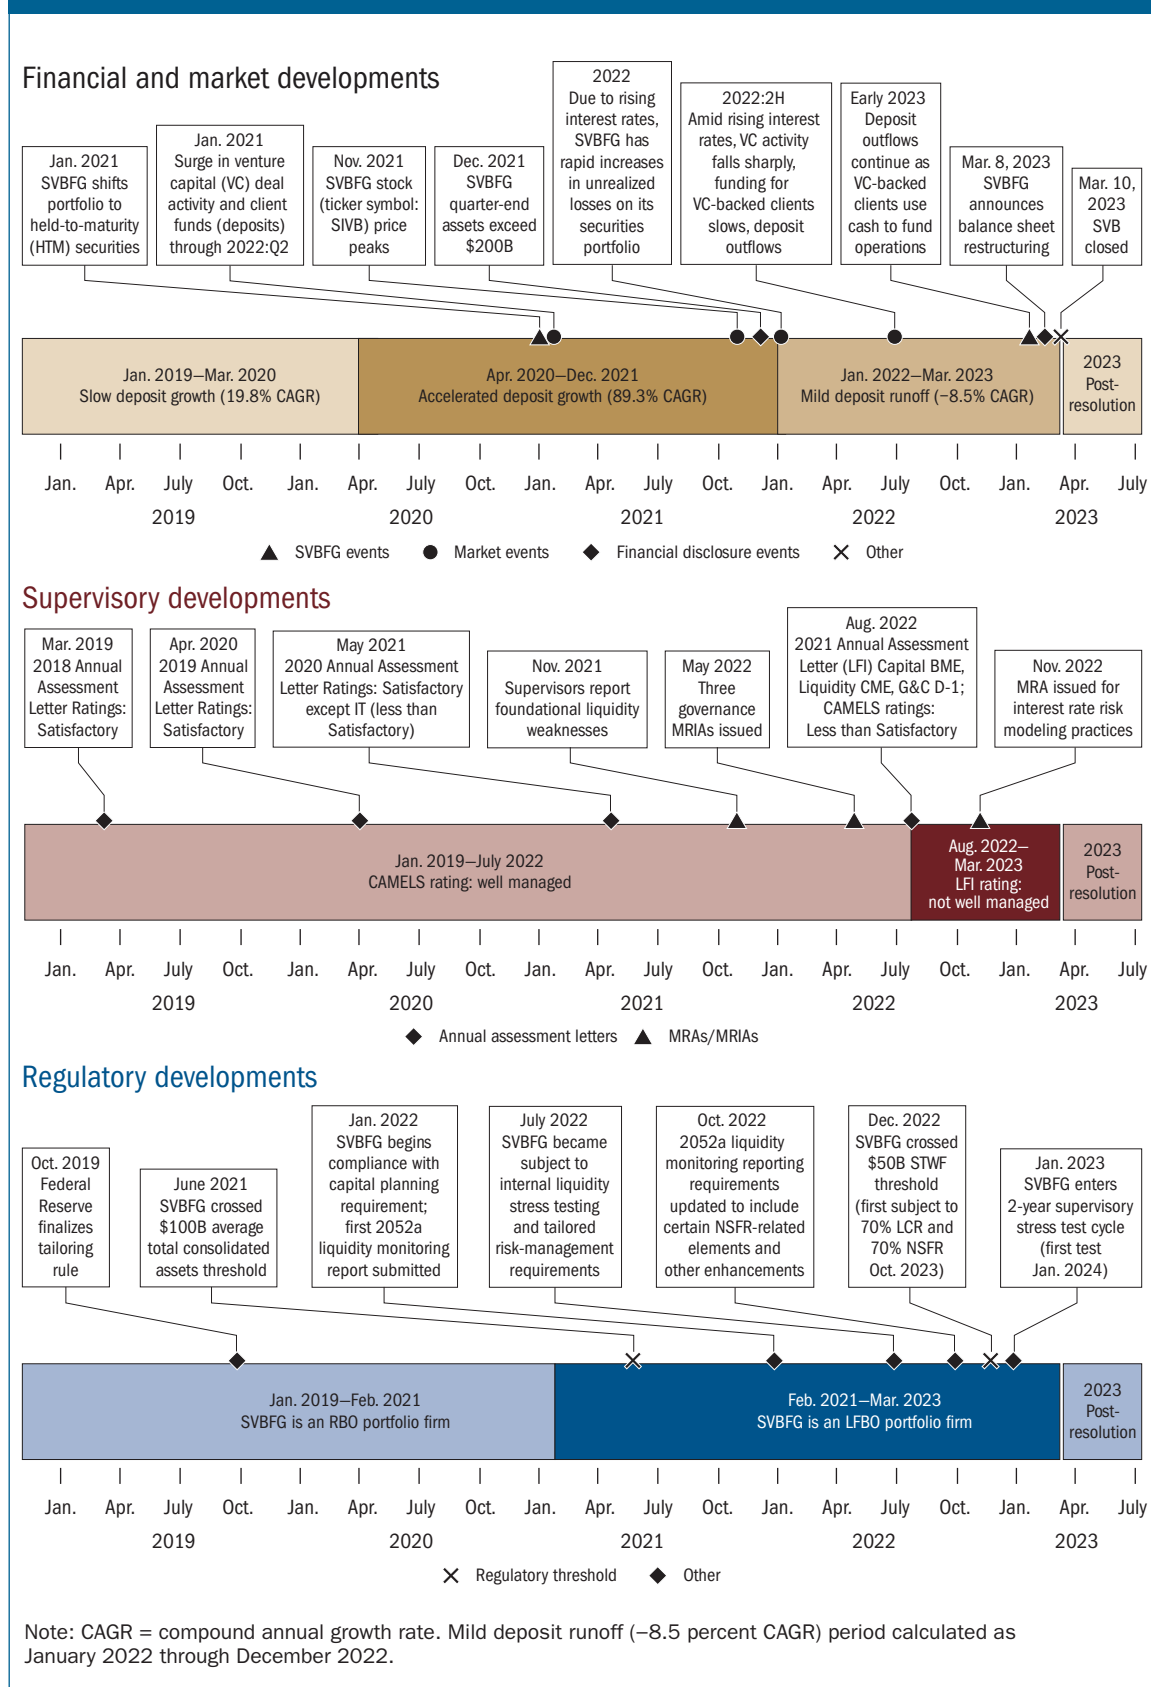 Financial and market developments
Jan. 2021
SVBFG shifts
portfolio to
held-to-maturity
(HTM) securities
Jan. 2021
Surge in venture
capital (VC) deal
activity and client
funds (deposits)
through 2022:Q2
Nov. 2021
SVBFG stock
(ticker symbol:
SIVB) price
peaks
Dec. 2021
SVBFG
quarter-end
assets exceed
$200B
2022
Due to rising
interest rates,
SVBFG has
rapid increases
in unrealized
losses on its
securities
portfolio
2022:2H
Amid rising interest
rates, VC activity
falls sharply,
funding for
VC-backed clients
slows, deposit
outflows
Early 2023
Deposit
outflows
continue as
VC-backed
clients use
cash to fund
operations
Mar. 8, 2023
SVBFG
announces
balance sheet
restructuring
Mar. 10,
2023
SVB
closed
Jan. 2019–Mar. 2020
Slow deposit growth (19.8% CAGR)
Apr. 2020–Dec. 2021
Accelerated deposit growth (89.3% CAGR)
Jan. 2022–Mar. 2023
Mild deposit runoff (−8.5% CAGR)
2023
Post-
resolution
Jan. Apr. July Oct. Jan. Apr. July Oct. Jan. Apr. July Oct. Jan. Apr. July Oct. Jan. Apr. July
2019 2020 2021 2022 2023
SVBFG events Market events Financial disclosure events Other
Supervisory developments
Mar. 2019
2018 Annual
Assessment
Letter Ratings:
Satisfactory
Apr. 2020
2019 Annual
Assessment
Letter Ratings:
Satisfactory
May 2021
2020 Annual Assessment
Letter Ratings: Satisfactory
except IT (less than
Satisfactory)
Nov. 2021
Supervisors report
foundational liquidity
weaknesses
May 2022
Three
governance
MRIAs issued
Aug. 2022
2021 Annual Assessment
Letter (LFI) Capital BME,
Liquidity CME, G&C D-1;
CAMELS ratings:
Less than Satisfactory
Nov. 2022
MRA issued for
interest rate risk
modeling practices
Jan. 2019–July 2022
CAMELS rating: well managed
Aug. 2022–
Mar. 2023
LFI rating:
not well managed
2023
Post-
resolution
Jan. Apr. July Oct. Jan. Apr. July Oct. Jan. Apr. July Oct. Jan. Apr. July Oct. Jan. Apr. July
2019 2020 2021 2022 2023
Annual assessment letters MRAs/MRIAs
Regulatory developments
Oct. 2019
Federal
Reserve
finalizes
tailoring
rule
June 2021
SVBFG crossed
$100B average
total consolidated
assets threshold
Jan. 2022
SVBFG begins
compliance with
capital planning
requirement;
first 2052a
liquidity monitoring
report submitted
July 2022
SVBFG became
subject to
internal liquidity
stress testing
and tailored
risk-management
requirements
Oct. 2022
2052a liquidity
monitoring reporting
requirements
updated to include
certain NSFR-related
elements and
other enhancements
Dec. 2022
SVBFG crossed
$50B STWF
threshold
(first subject to
70% LCR and
70% NSFR
Oct. 2023)
Jan. 2023
SVBFG enters
2-year supervisory
stress test cycle
(first test
Jan. 2024)
Jan. 2019–Feb. 2021
SVBFG is an RBO portfolio firm
Feb. 2021–Mar. 2023
SVBFG is an LFBO portfolio firm
2023
Post-
resolution
Jan. Apr. July Oct. Jan. Apr. July Oct. Jan. Apr. July Oct. Jan. Apr. July Oct. Jan. Apr. July
2019 2020 2021 2022 2023
Regulatory threshold Other
Note: CAGR = compound annual growth rate. Mild deposit runoff (−8.5 percent CAGR) period calculated as
January 2022 through December 2022.